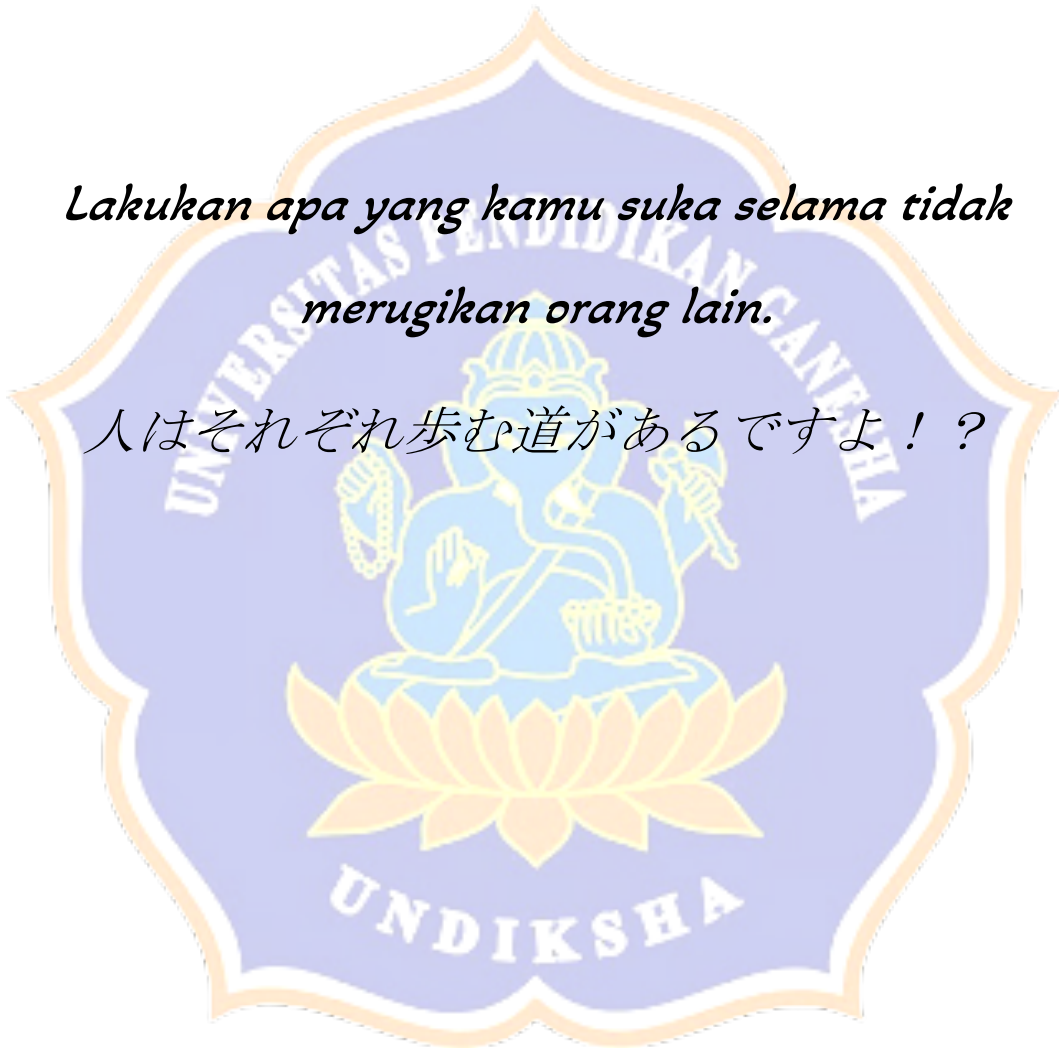 Lakukan apa yang kamu suka selama tidak
merugikan orang lain.
UNIVERSITAS PENDIDIKAN GANESHA
人はそれぞれ歩む道があるですよ！？
UNDIKSHA